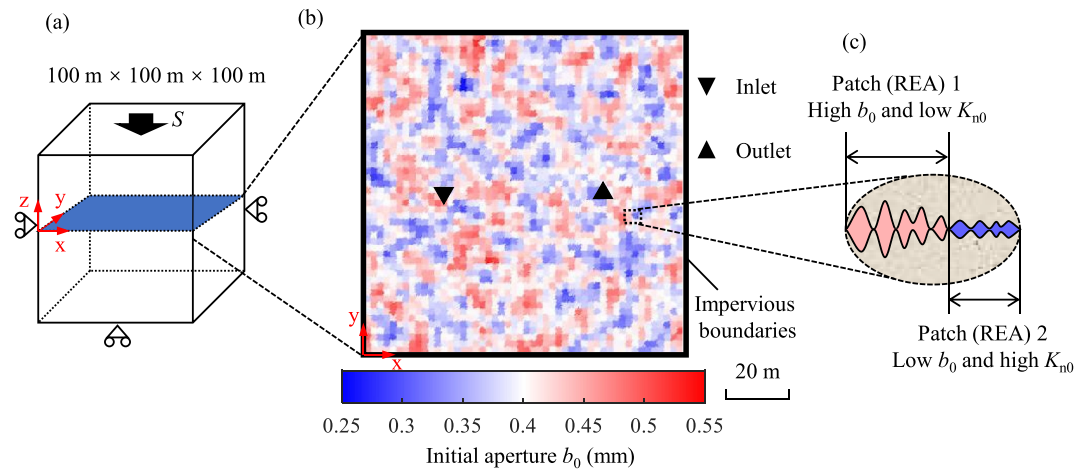 (a)
100 m × 100 m × 100 m
S
z
y
x
(b)
y
x
Inlet
Outlet
Impervious
boundaries
20 m
0.25
0.3
0.35
0.4
0.45
0.5
0.55
Initial aperture b0 (mm)
(c)
Patch (REA) 1
High b0 and low Kn0
Patch (REA) 2
Low b0 and high Kn0